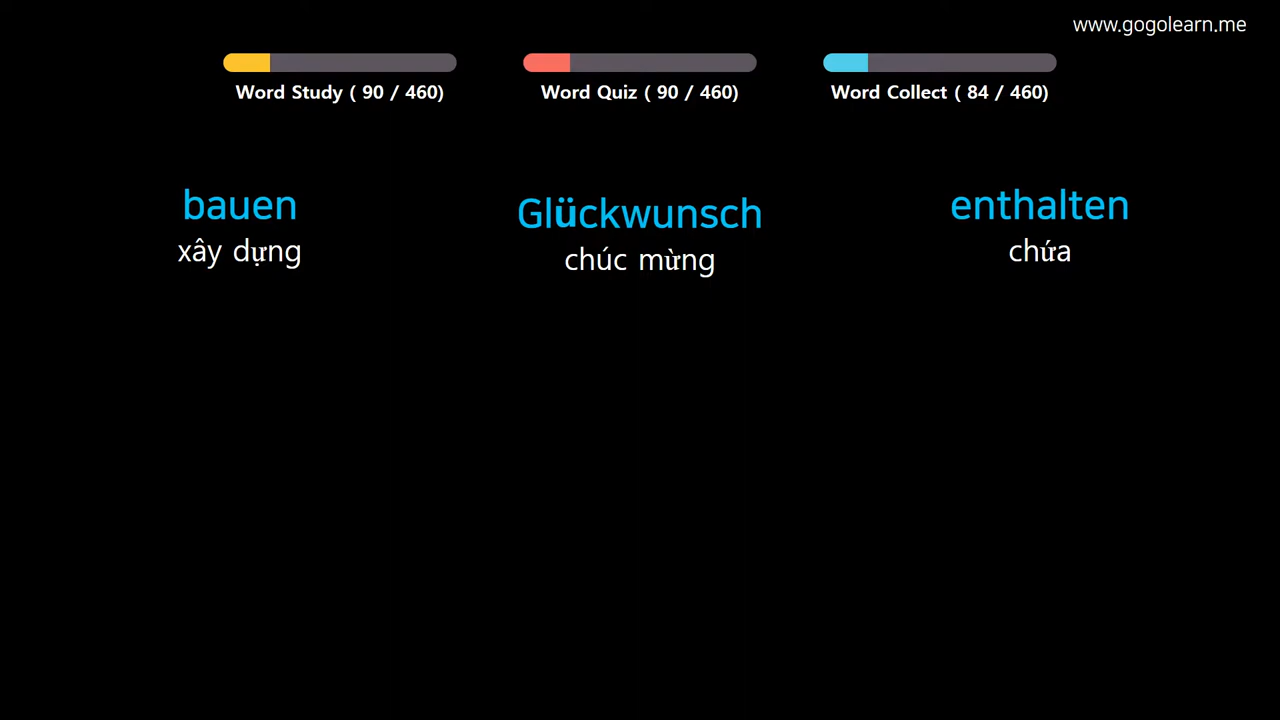 www.gogolearn.me
Word Study ( 90 / 460)
Word Quiz ( 90 / 460)
Word Collect ( 84 / 460)
bauen
xây dựng
Glückwunsch
chúc mừng
enthalten
chứa